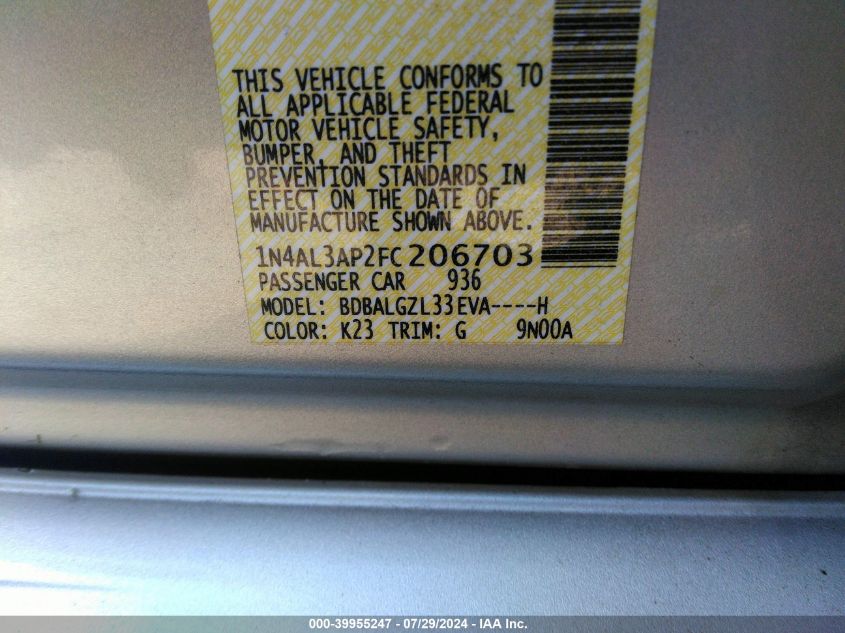 THIS VEHICLE CONFORMS TO
ALL APPLICABLE FEDERAL
MOTOR VEHICLE SAFETY,
BUMPER, AND THEFT
PREVENTION STANDARDS IN
EFFECT ON THE DATE OF
MANUFACTURE SHOWN ABOVE.
1N4AL3AP2FC206703
PASSENGER CAR 936
MODEL: BDBALGZL33EVA----H
COLOR: K23 TRIM: G 9N00A
000-39955247 - 07/29/2024 - IAA Inc.